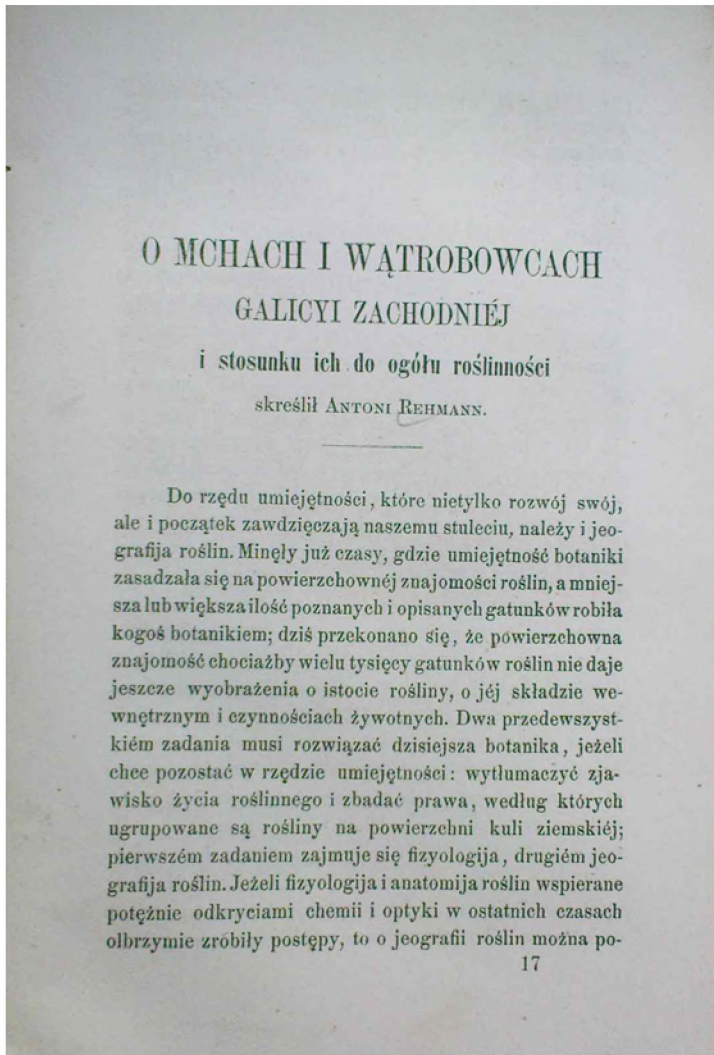 O MCHACH I WĄTROBOWCACH
GALICYI ZACHODNIÉJ
i stosunku ich do ogółu roślinności
skreślił ANTONI REHMANN.
Do rzędu umiejętności, które nietylko rozwój swój,
ale i początek zawdzięczają naszemu stuleciu, należy i jeo-
grafija roślin. Minęły już czasy, gdzie umiejętność botaniki
zasadzała się na powierzchownéj znajomości roślin, a mniej-
sza lub większa ilość poznanych i opisanych gatunków robiła
kogoś botanikiem; dziś przekonano się, że powierzchowna
znajomość chociażby wielu tysięcy gatunków roślin nie daje
jeszcze wyobrażenia o istocie rośliny, o jéj składzie we-
wnętrznym i czynnościach żywotnych. Dwa przedewszyst-
kiém zadania musi rozwiązać dzisiejsza botanika, jeżeli
chce pozostać w rzędzie umiejętności: wytłumaczyć zja-
wisko życia roślinnego i zbadać prawa, według których
ugrupowane są rośliny na powierzchni kuli ziemskiéj;
pierwszém zadaniem zajmuje się fizyologija, drugiém jeo-
grafija roślin. Jeżeli fizyologija i anatomija roślin wspierane
potężnie odkryciami chemii i optyki w ostatnich czasach
olbrzymie zrobiły postępy, to o jeografii roślin można po-
17